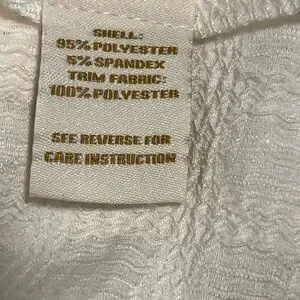 SHELL:
95% POLYESTER
5% SPANDEX
TRIM FABRIC:
100% POLYESTER
SEE REVERSE FOR
CARE INSTRUCTION